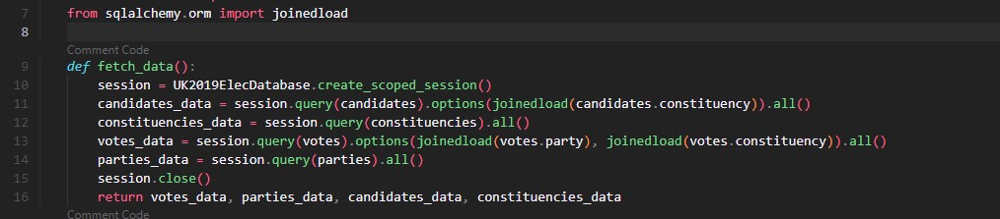 7 from sqlalchemy.orm import joinedload
8
Comment Code
9 def fetch_data():
10 session = UK2019ElecDatabase.create_scoped_session()
11 candidates_data = session.query(candidates).options(joinedload(candidates.constituency)).all()
12 constituencies_data = session.query(constituencies).all()
13 votes_data = session.query(votes).options(joinedload(votes.party), joinedload(votes.constituency)).all()
14 parties_data = session.query(parties).all()
15 session.close()
16 return votes_data, parties_data, candidates_data, constituencies_data
Comment Code